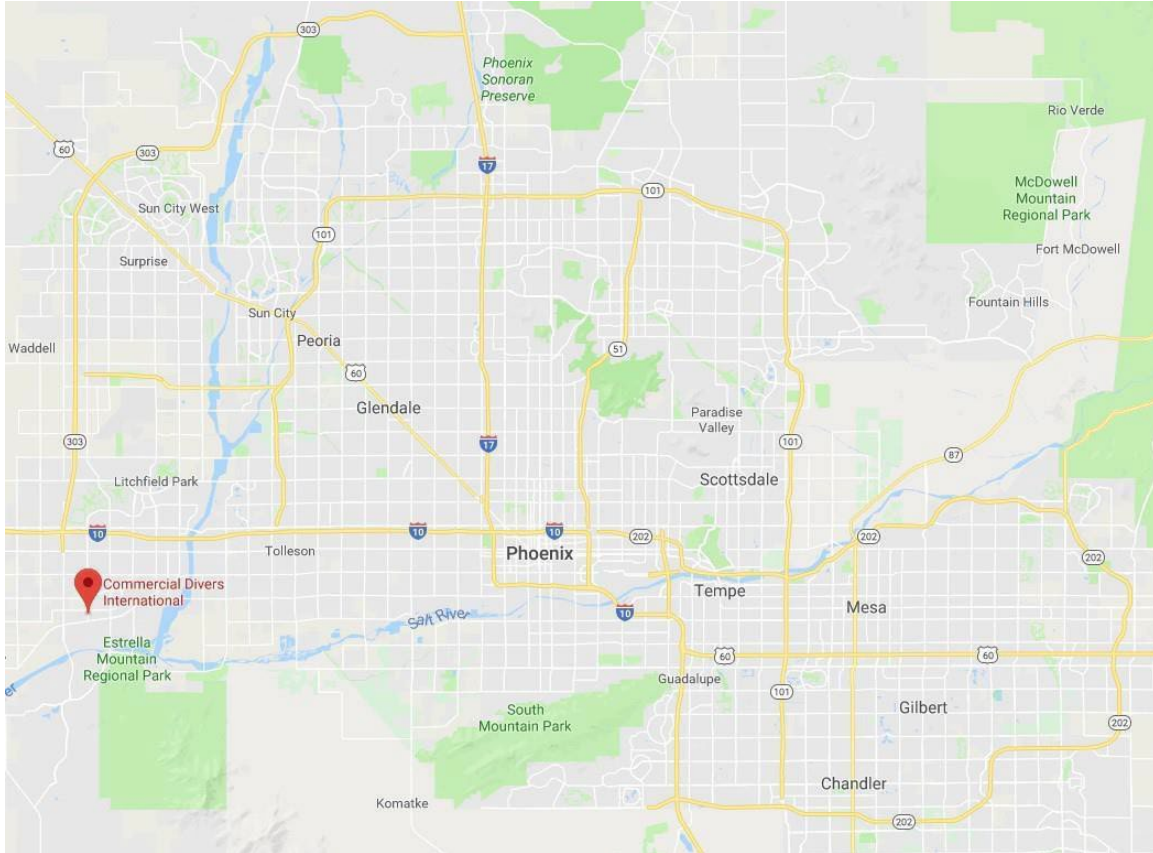 303
Phoenix
Sonoran
Preserve
Rio Verde
60
303
17
McDowell
Mountain
Regional Park
101
Sun City West
101
Fort McDowell
Surprise
Fountain Hills
Sun City
Peoria
Waddell
51
60
Glendale
Paradise
Valley
303
17
101
87
Scottsdale
Litchfield Park
10
10
10
202
202
Tolleson
Phoenix
202
Commercial Divers
International
Tempe
Mesa
Salt River
10
Estrella
Mountain
Regional Park
60
60
Guadalupe
er
101
Gilbert
South
Mountain Park
202
Chandler
Komatke
202